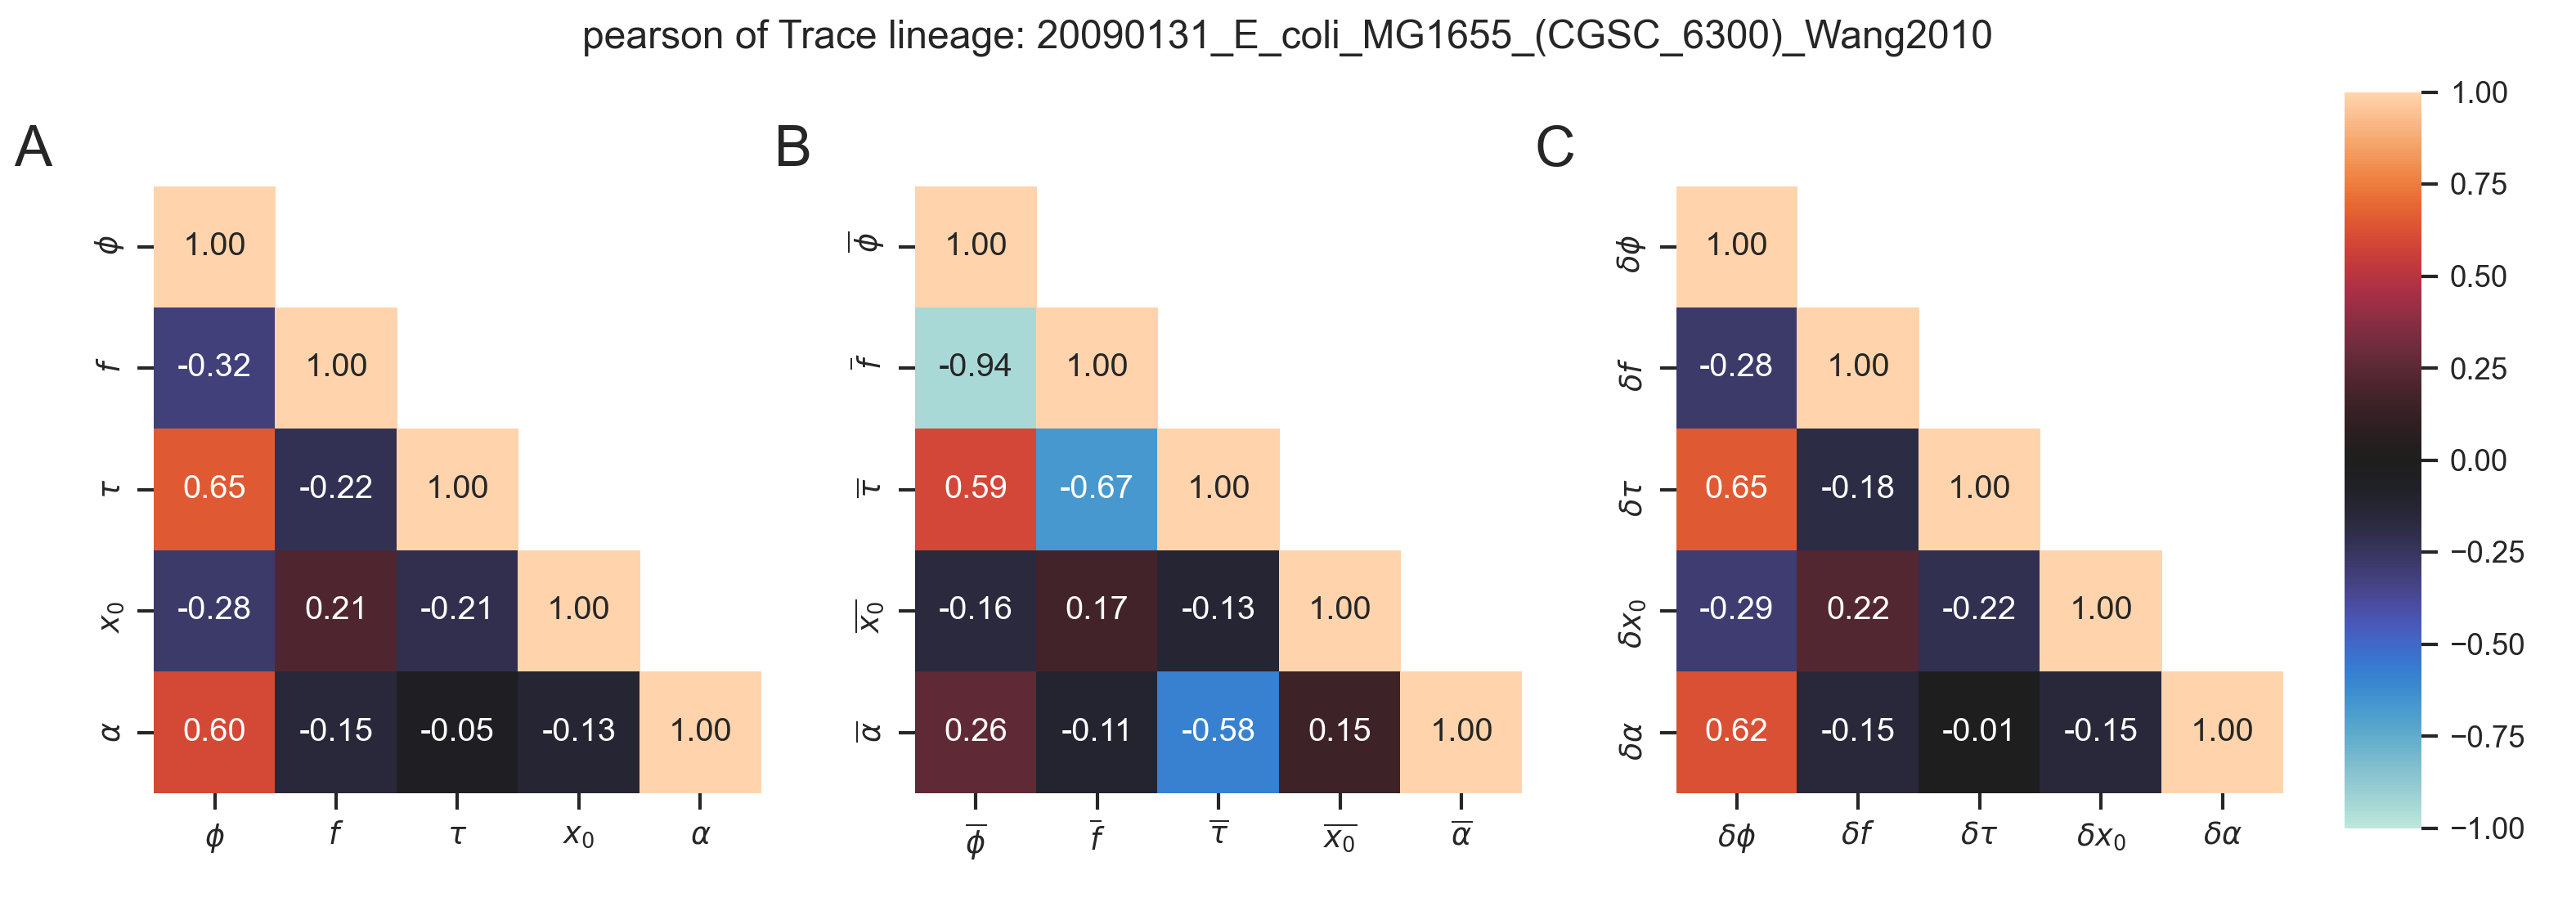 pearson of Trace lineage: 20090131_E_coli_MG1655_(CGSC_6300)_Wang2010
A
ϕ 1.00
f -0.32 1.00
τ 0.65 -0.22 1.00
x₀ -0.28 0.21 -0.21 1.00
α 0.60 -0.15 -0.05 -0.13 1.00
ϕ f τ x₀ α
B
ϕ̅ 1.00
f̅ -0.94 1.00
τ̅ 0.59 -0.67 1.00
x̅₀̅ -0.16 0.17 -0.13 1.00
α̅ 0.26 -0.11 -0.58 0.15 1.00
ϕ̅ f̅ τ̅ x̅₀̅ α̅
C
δϕ 1.00
δf -0.28 1.00
δτ 0.65 -0.18 1.00
δx₀ -0.29 0.22 -0.22 1.00
δα 0.62 -0.15 -0.01 -0.15 1.00
δϕ δf δτ δx₀ δα
1.00
0.75
0.50
0.25
0.00
−0.25
−0.50
−0.75
−1.00